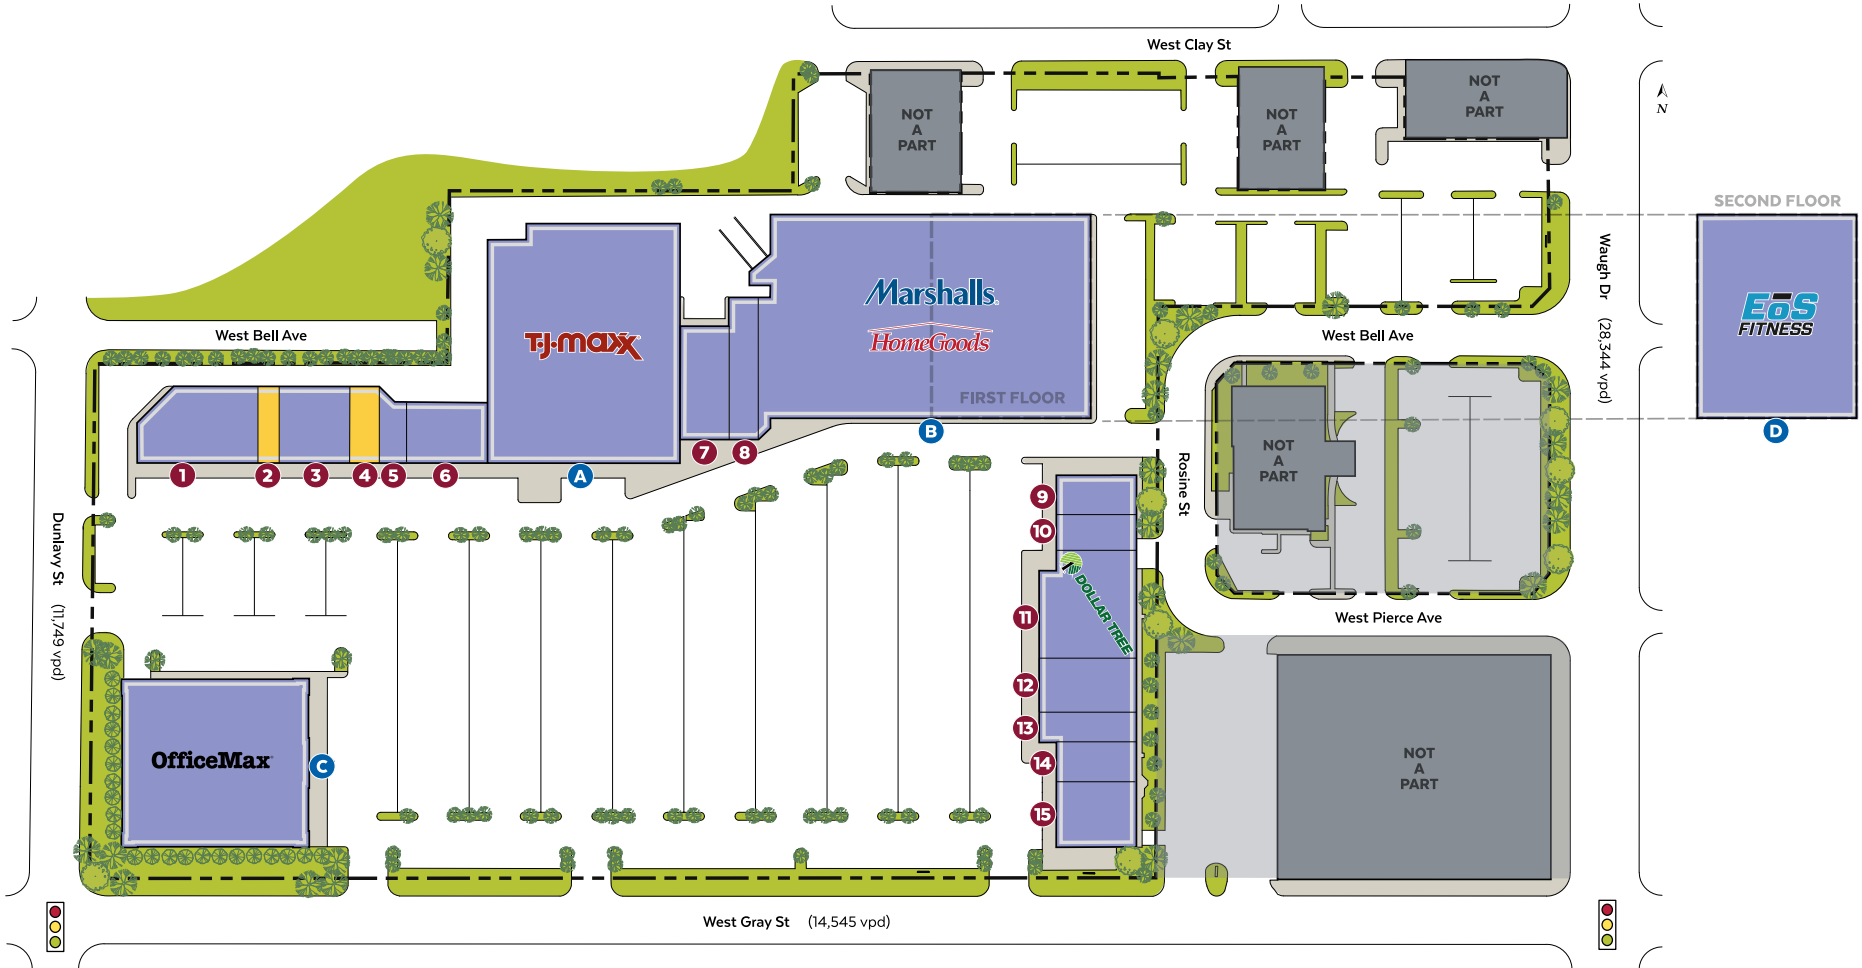 West Clay St
NOT
A
PART
NOT
A
PART
NOT
A
PART
N
SECOND FLOOR
Waugh Dr (28,344 vpd)
West Bell Ave
T.J.maxx
Marshalls
HomeGoods
FIRST FLOOR
West Bell Ave
EōS
FITNESS
1
2
3
4
5
6
A
7
8
B
D
Dunlavy St (11,749 vpd)
9
10
DOLLAR TREE
11
12
13
14
15
Rosine St
NOT
A
PART
West Pierce Ave
OfficeMax
C
NOT
A
PART
West Gray St (14,545 vpd)